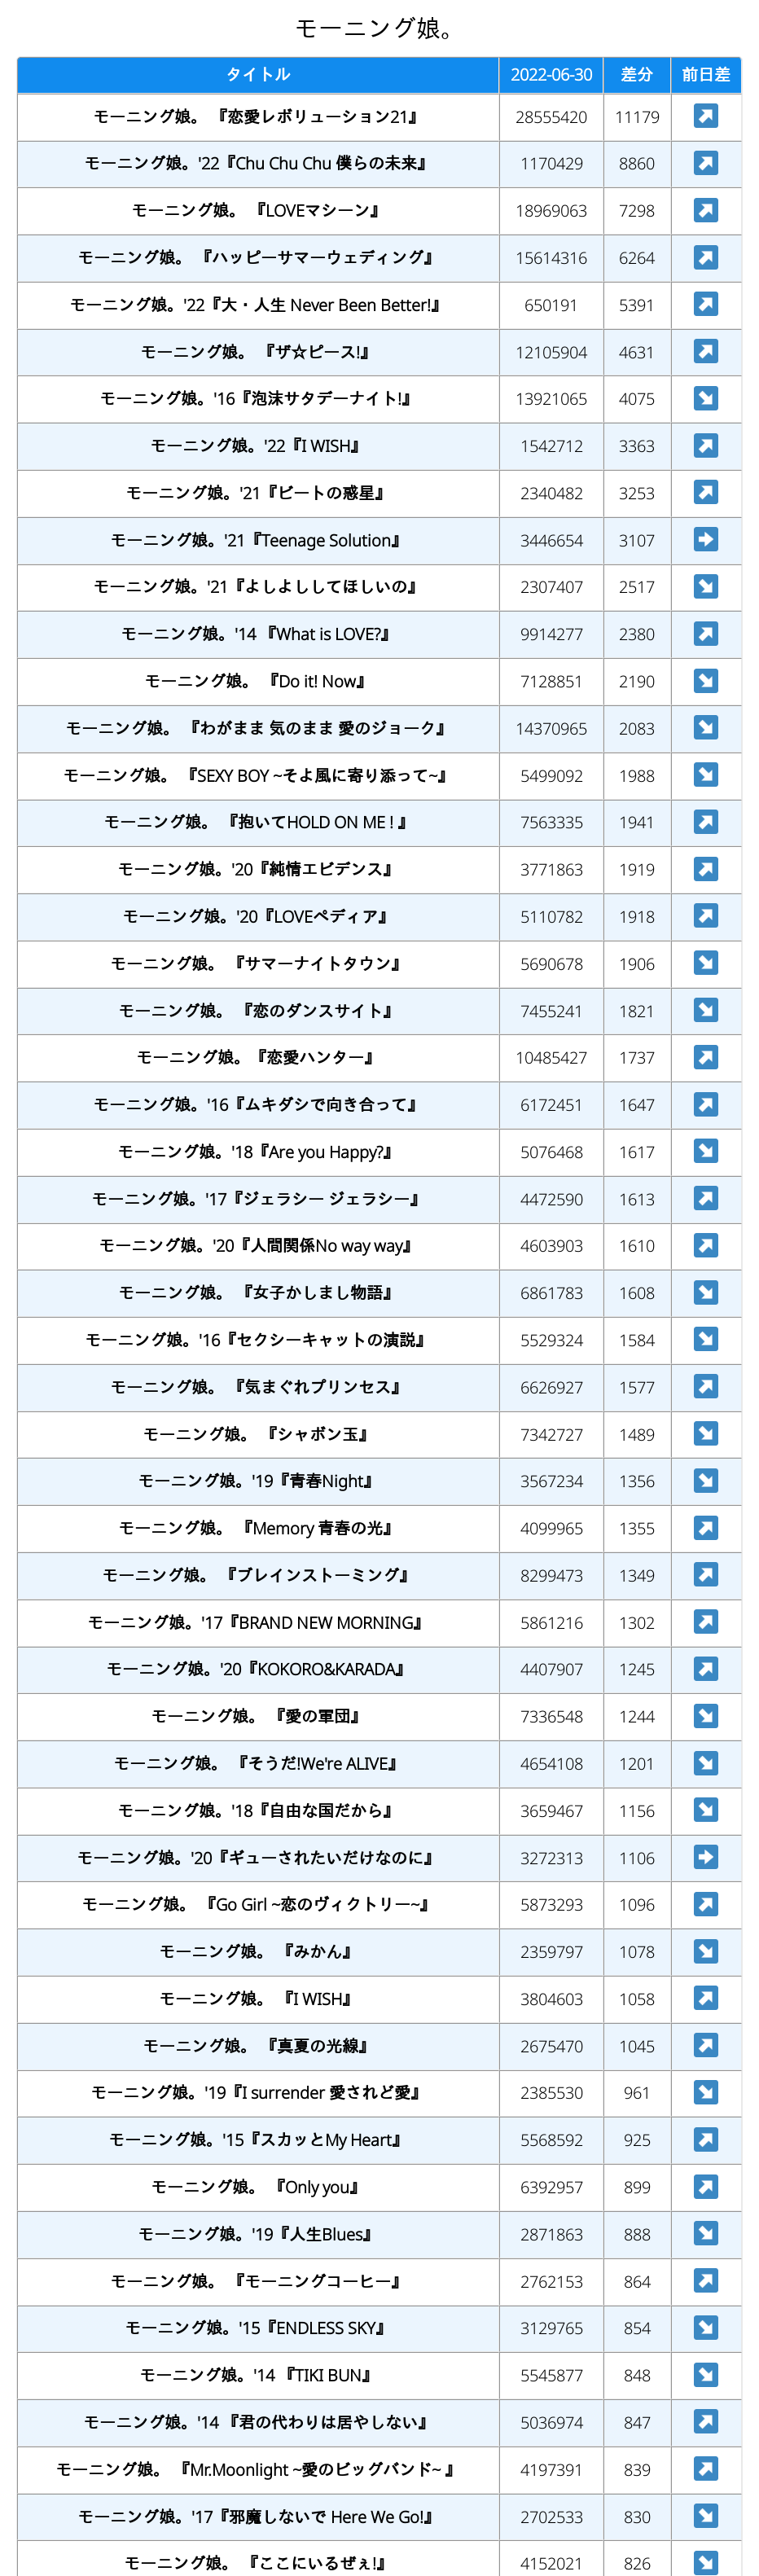 モーニング娘。
タイトル 2022-06-30 差分 前日差
モーニング娘。 『恋愛レボリューション21』 28555420 11179
モーニング娘。'22『Chu Chu Chu 僕らの未来』 1170429 8860
モーニング娘。 『LOVEマシーン』 18969063 7298
モーニング娘。 『ハッピーサマーウェディング』 15614316 6264
モーニング娘。'22『大・人生 Never Been Better!』 650191 5391
モーニング娘。 『ザ☆ピース!』 12105904 4631
モーニング娘。'16『泡沫サタデーナイト!』 13921065 4075
モーニング娘。'22『I WISH』 1542712 3363
モーニング娘。'21『ビートの惑星』 2340482 3253
モーニング娘。'21『Teenage Solution』 3446654 3107
モーニング娘。'21『よしよししてほしいの』 2307407 2517
モーニング娘。'14 『What is LOVE?』 9914277 2380
モーニング娘。 『Do it! Now』 7128851 2190
モーニング娘。 『わがまま 気のまま 愛のジョーク』 14370965 2083
モーニング娘。 『SEXY BOY ~そよ風に寄り添って~』 5499092 1988
モーニング娘。 『抱いてHOLD ON ME ! 』 7563335 1941
モーニング娘。'20『純情エビデンス』 3771863 1919
モーニング娘。'20『LOVEペディア』 5110782 1918
モーニング娘。 『サマーナイトタウン』 5690678 1906
モーニング娘。 『恋のダンスサイト』 7455241 1821
モーニング娘。 『恋愛ハンター』 10485427 1737
モーニング娘。'16『ムキダシで向き合って』 6172451 1647
モーニング娘。'18『Are you Happy?』 5076468 1617
モーニング娘。'17『ジェラシー ジェラシー』 4472590 1613
モーニング娘。'20『人間関係No way way』 4603903 1610
モーニング娘。 『女子かしまし物語』 6861783 1608
モーニング娘。'16『セクシーキャットの演説』 5529324 1584
モーニング娘。 『気まぐれプリンセス』 6626927 1577
モーニング娘。 『シャボン玉』 7342727 1489
モーニング娘。'19『青春Night』 3567234 1356
モーニング娘。 『Memory 青春の光』 4099965 1355
モーニング娘。 『ブレインストーミング』 8299473 1349
モーニング娘。'17『BRAND NEW MORNING』 5861216 1302
モーニング娘。'20『KOKORO&KARADA』 4407907 1245
モーニング娘。 『愛の軍団』 7336548 1244
モーニング娘。 『そうだ!We're ALIVE』 4654108 1201
モーニング娘。'18『自由な国だから』 3659467 1156
モーニング娘。'20『ギューされたいだけなのに』 3272313 1106
モーニング娘。 『Go Girl ~恋のヴィクトリー~』 5873293 1096
モーニング娘。 『みかん』 2359797 1078
モーニング娘。 『I WISH』 3804603 1058
モーニング娘。 『真夏の光線』 2675470 1045
モーニング娘。'19『I surrender 愛されど愛』 2385530 961
モーニング娘。'15『スカッとMy Heart』 5568592 925
モーニング娘。 『Only you』 6392957 899
モーニング娘。'19『人生Blues』 2871863 888
モーニング娘。 『モーニングコーヒー』 2762153 864
モーニング娘。'15『ENDLESS SKY』 3129765 854
モーニング娘。'14 『TIKI BUN』 5545877 848
モーニング娘。'14 『君の代わりは居やしない』 5036974 847
モーニング娘。 『Mr.Moonlight ~愛のビッグバンド~ 』 4197391 839
モーニング娘。'17『邪魔しないで Here We Go!』 2702533 830
モーニング娘。 『ここにいるぜぇ!』 4152021 826